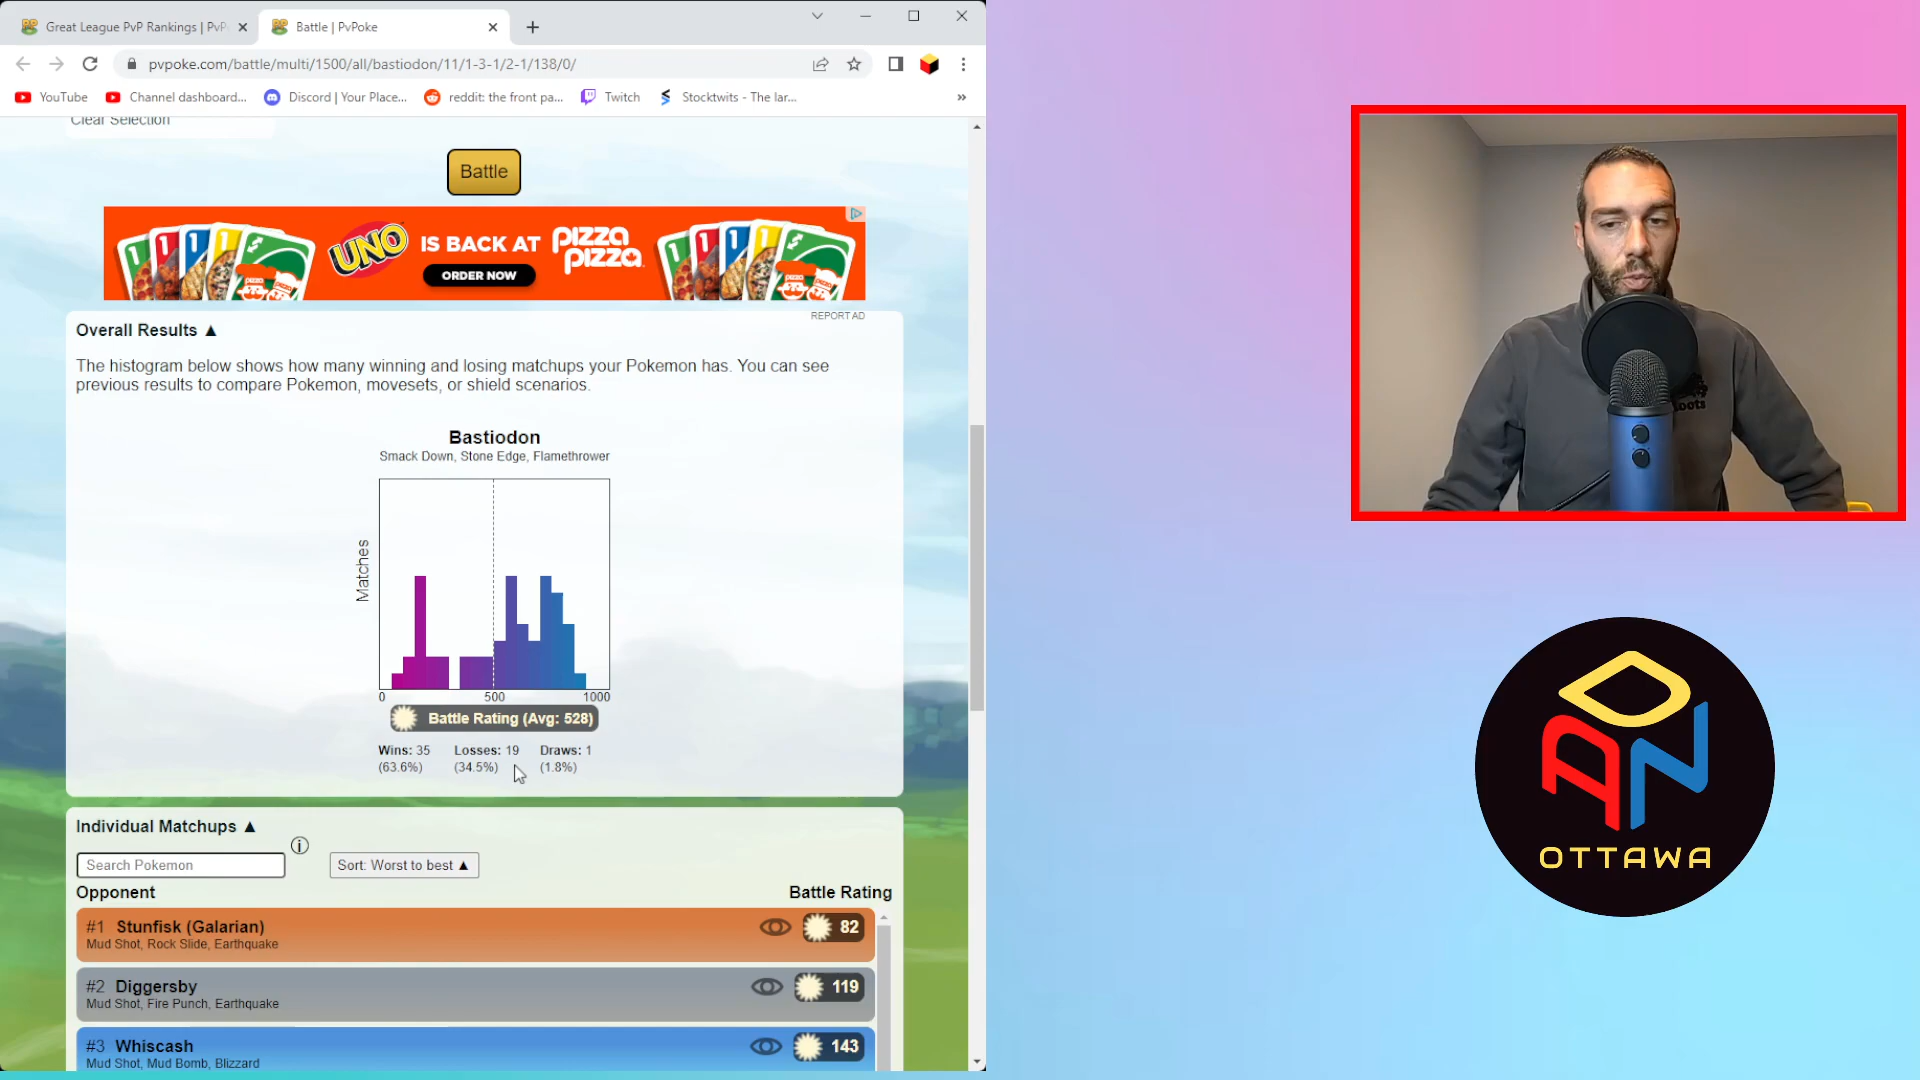 Great League PvP Rankings | PvP
Battle | PvPoke
pvpoke.com/battle/multi/1500/all/bastiodon/11/1-3-1/2-1/138/0/
YouTube
Channel dashboard...
Discord | Your Place...
reddit: the front pa...
Twitch
Stocktwits - The lar...
Clear Selection
Battle
UNO IS BACK AT pizza pizza
ORDER NOW
REPORT AD
Overall Results ▲
The histogram below shows how many winning and losing matchups your Pokemon has. You can see
previous results to compare Pokemon, movesets, or shield scenarios.
Bastiodon
Smack Down, Stone Edge, Flamethrower
Matches
0 500 1000
Battle Rating (Avg: 528)
Wins: 35 Losses: 19 Draws: 1
(63.6%) (34.5%) (1.8%)
Individual Matchups ▲
Search Pokemon
Sort: Worst to best ▲
Opponent Battle Rating
#1 Stunfisk (Galarian) 82
Mud Shot, Rock Slide, Earthquake
#2 Diggersby 119
Mud Shot, Fire Punch, Earthquake
#3 Whiscash 143
Mud Shot, Mud Bomb, Blizzard
OTTAWA